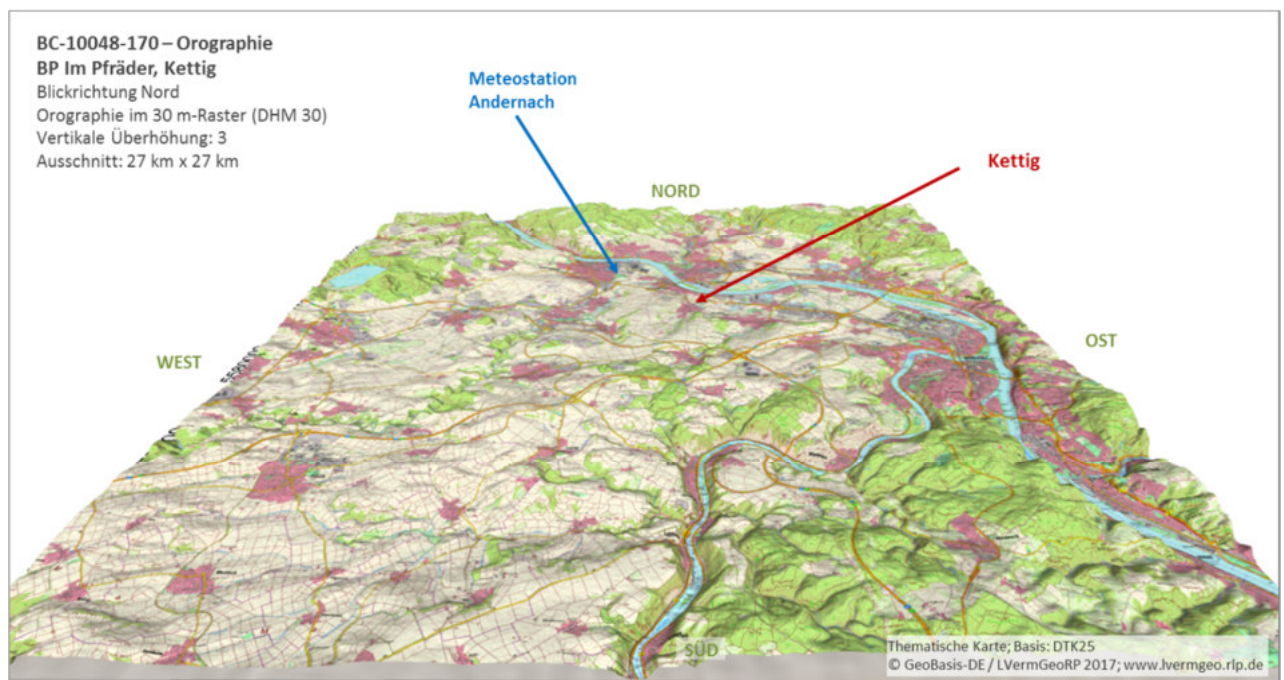 BC-10048-170 – Orographie
BP Im Pfräder, Kettig
Blickrichtung Nord
Orographie im 30 m-Raster (DHM 30)
Vertikale Überhöhung: 3
Ausschnitt: 27 km x 27 km
Meteostation
Andernach
Kettig
NORD
WEST
OST
SÜD
Thematische Karte; Basis: DTK25
© GeoBasis-DE / LVermGeoRP 2017; www.lvermgeo.rlp.de